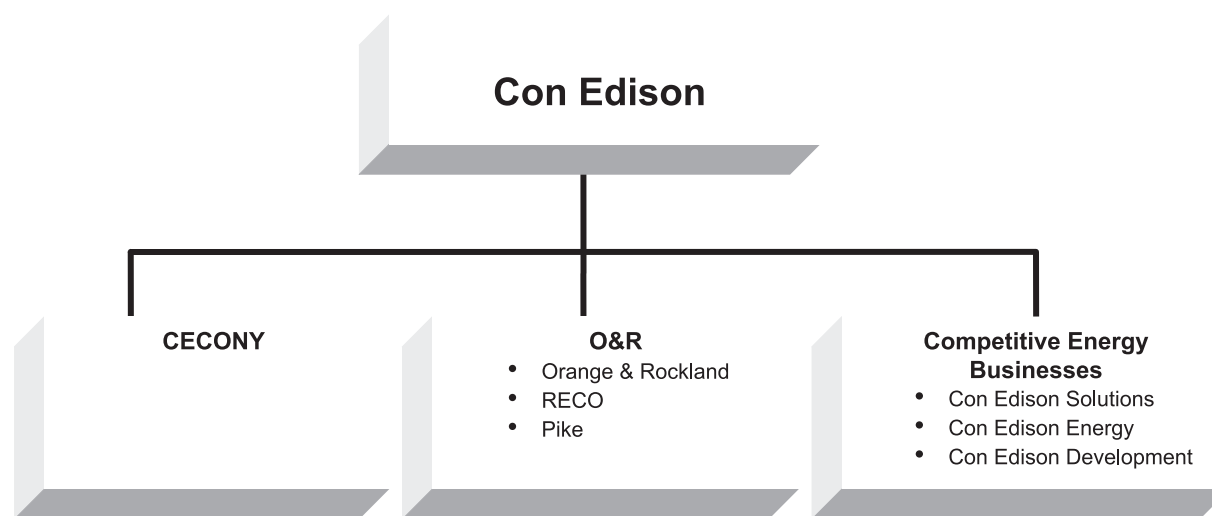 Con Edison
CECONY
O&R
• Orange & Rockland
• RECO
• Pike
Competitive Energy
Businesses
• Con Edison Solutions
• Con Edison Energy
• Con Edison Development